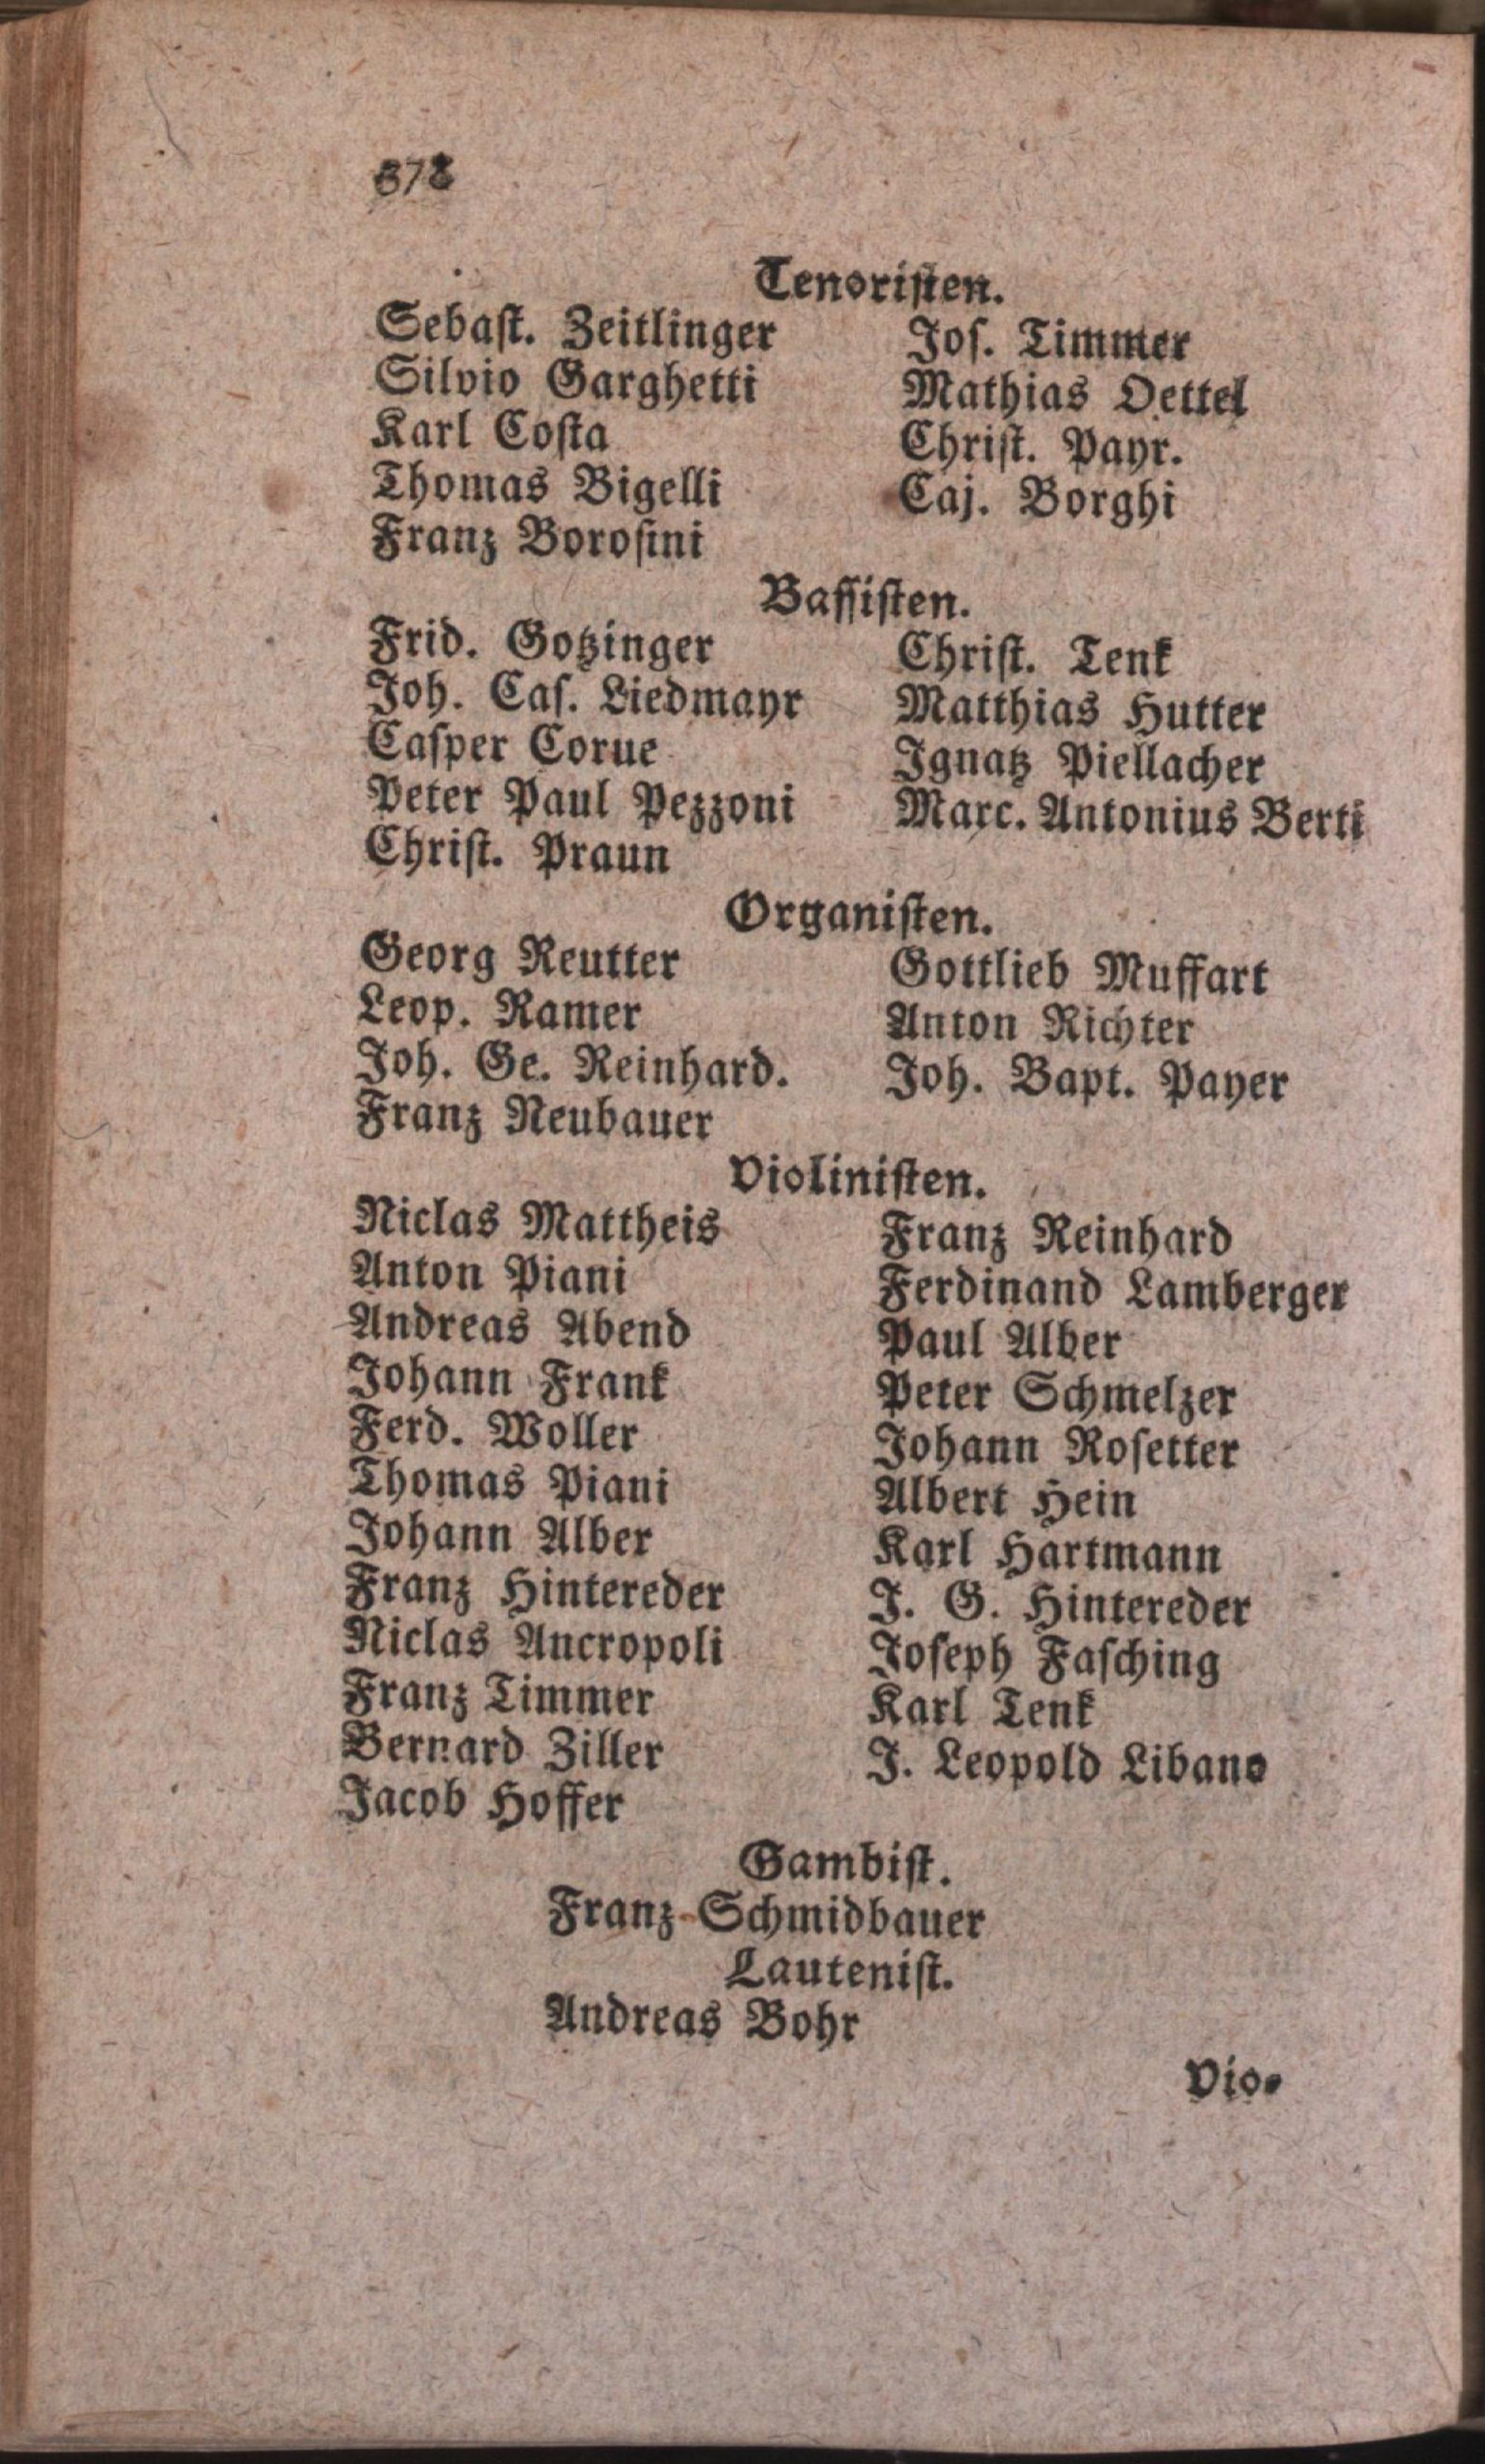 378
Tenoristen.
Sebast. Zeitlinger
Silvio Garghetti
Karl Costa
Thomas Bigelli
Franz Borosini
Jos. Timmer
Mathias Oettel
Christ. Payr.
Caj. Borghi
Bassisten.
Frid. Gotzinger
Joh. Cas. Liedmayr
Casper Corue
Peter Paul Pezzoni
Christ. Praun
Christ. Tenk
Matthias Hutter
Ignatz Piellacher
Marc. Antonius Berti
Organisten.
Georg Reutter
Leop. Ramer
Joh. Ge. Reinhard.
Franz Neubauer
Gottlieb Muffart
Anton Richter
Joh. Bapt. Payer
Violinisten.
Niclas Mattheis
Anton Piani
Andreas Abend
Johann Frank
Ferd. Woller
Thomas Piani
Johann Alber
Franz Hintereder
Niclas Ancropoli
Franz Timmer
Bernard Ziller
Jacob Hoffer
Franz Reinhard
Ferdinand Lamberger
Paul Alber
Peter Schmelzer
Johann Rosetter
Albert Hein
Karl Hartmann
J. G. Hintereder
Joseph Fasching
Karl Tenk
J. Leopold Libano
Gambist.
Franz Schmidbauer
Lautenist.
Andreas Bohr
Vio-